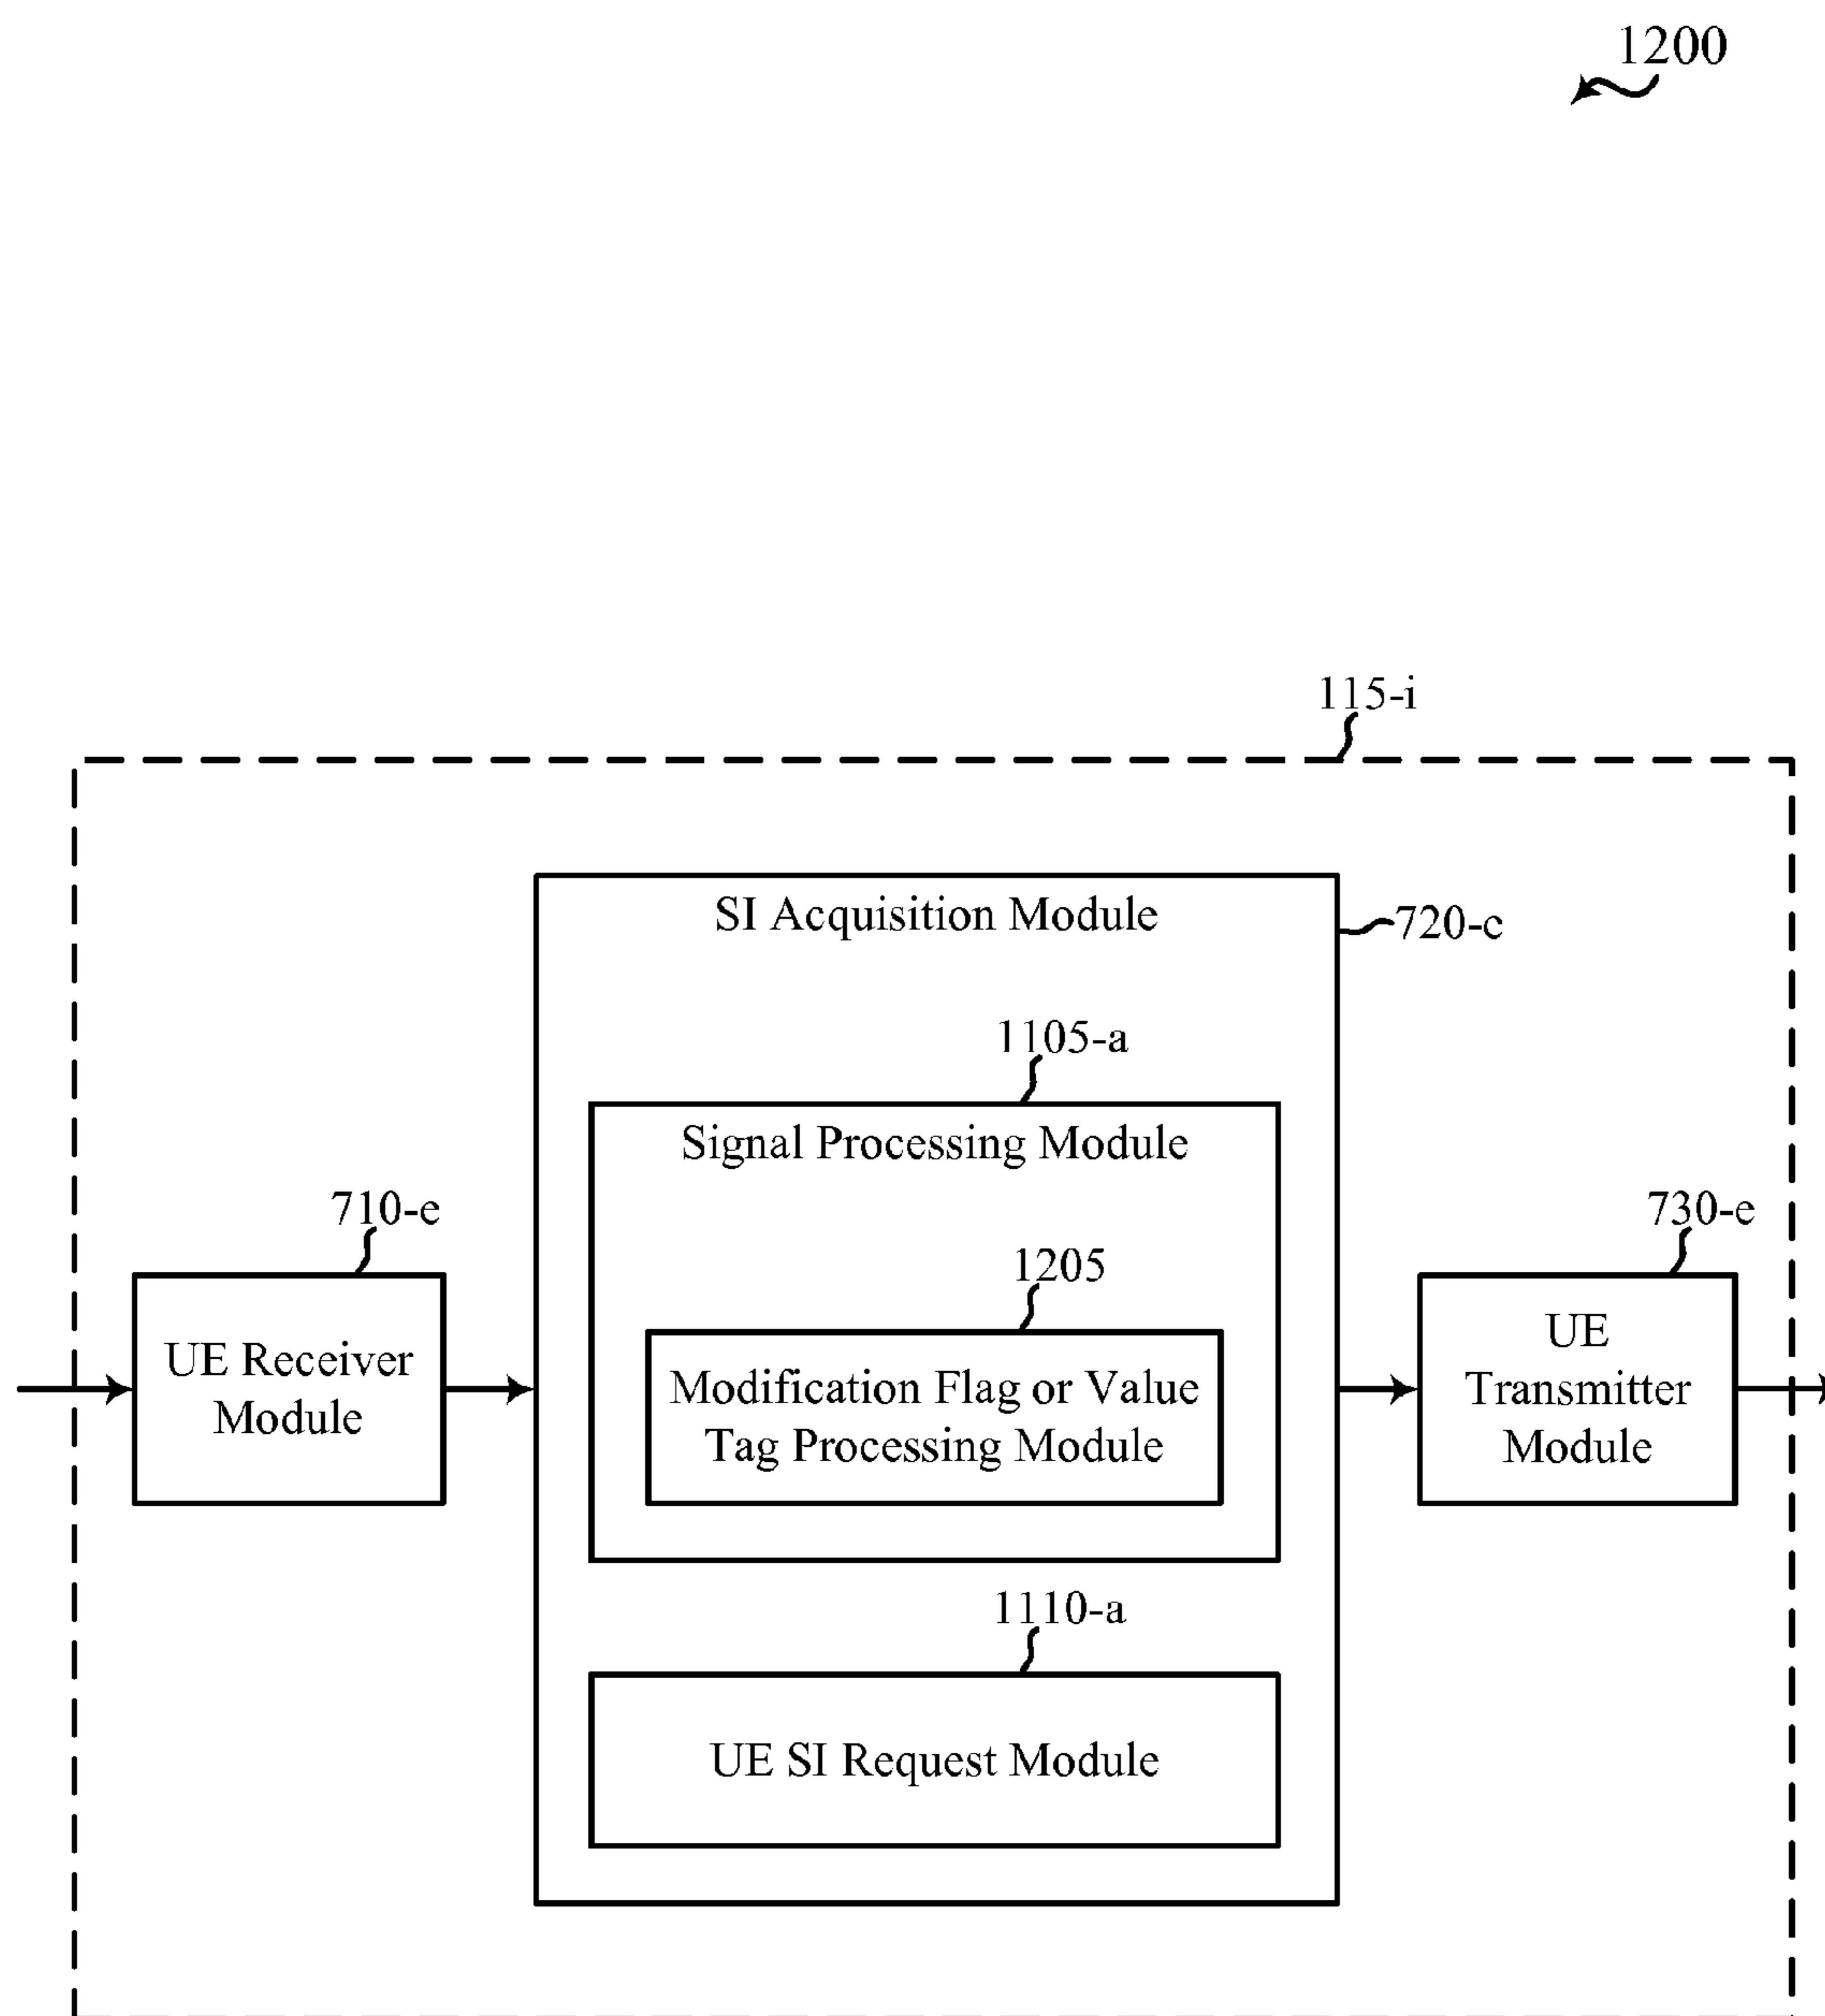 1200
115-i
SI Acquisition Module
720-c
1105-a
Signal Processing Module
710-e
730-e
1205
UE Receiver
Module
Modification Flag or Value
Tag Processing Module
UE
Transmitter
Module
1110-a
UE SI Request Module